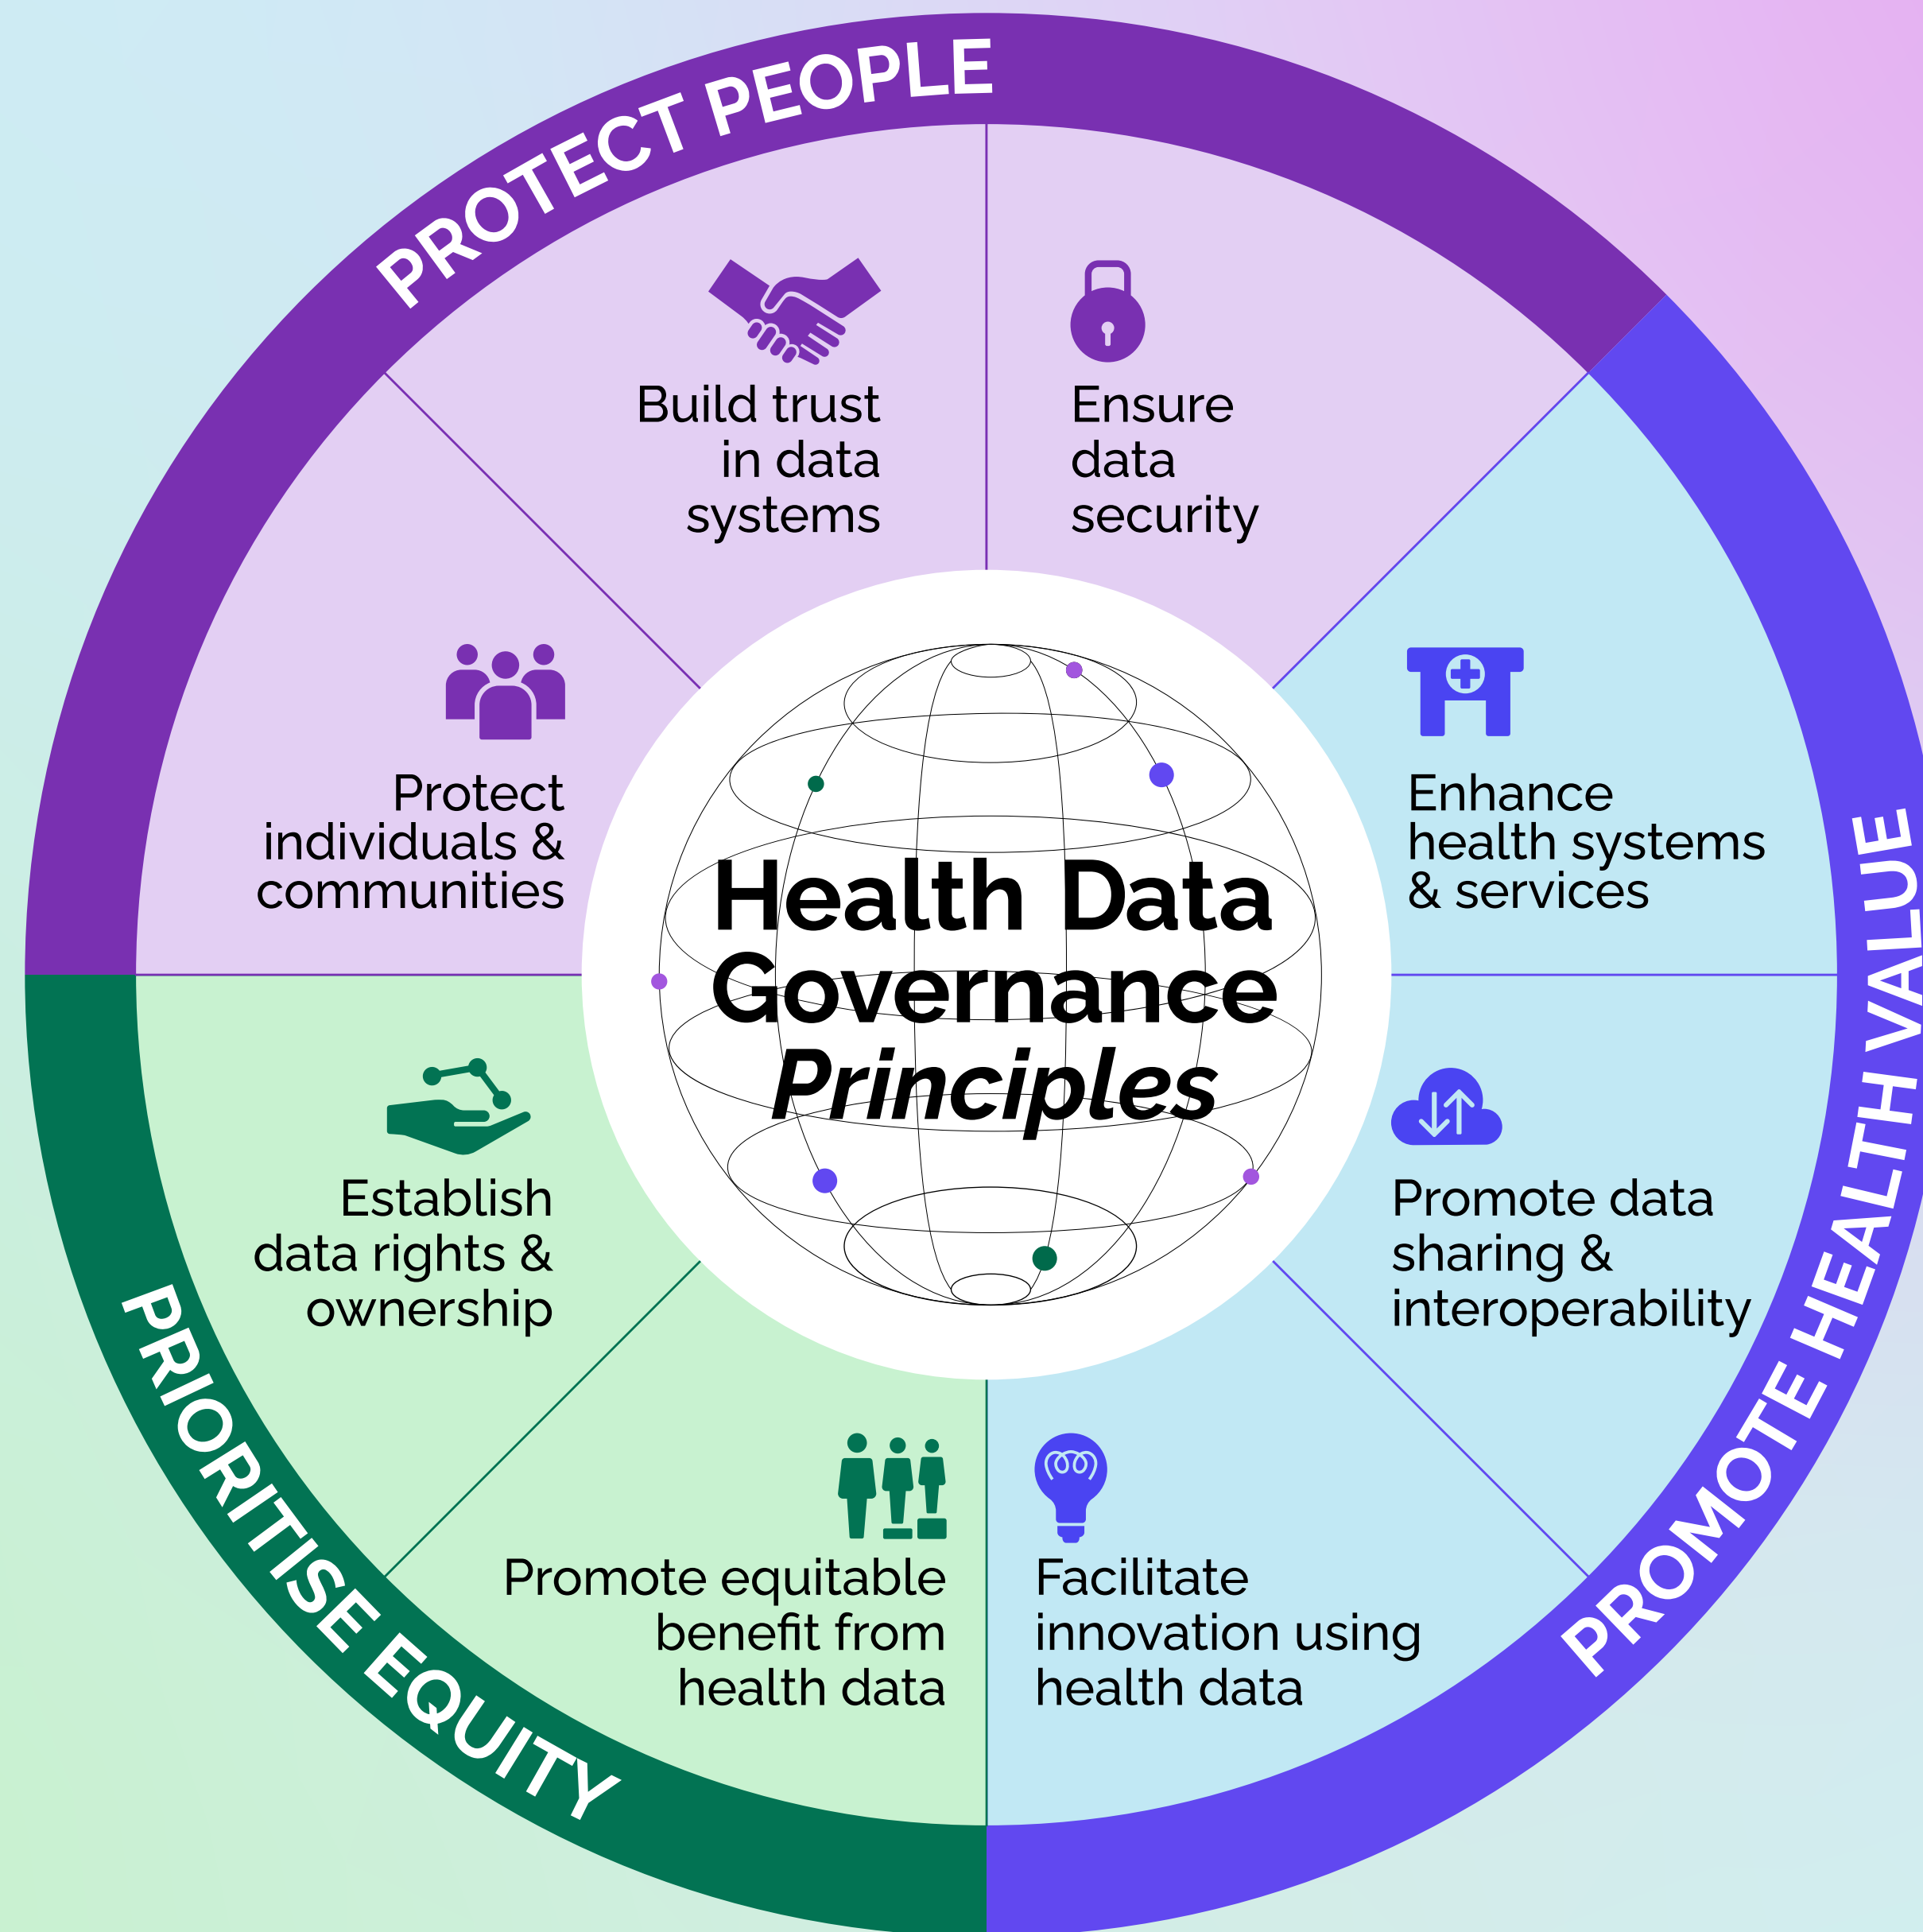 PROTECT PEOPLE
Build trust
in data
systems
Ensure
data
security
Protect
individuals &
communities
Enhance
health systems
& services
Health Data
Governance
Principles
PROMOTE HEALTH VALUE
Establish
data rights &
ownership
Promote data
sharing &
interoperability
PRIORITISE EQUITY
Promote equitable
benefit from
health data
Facilitate
innovation using
health data